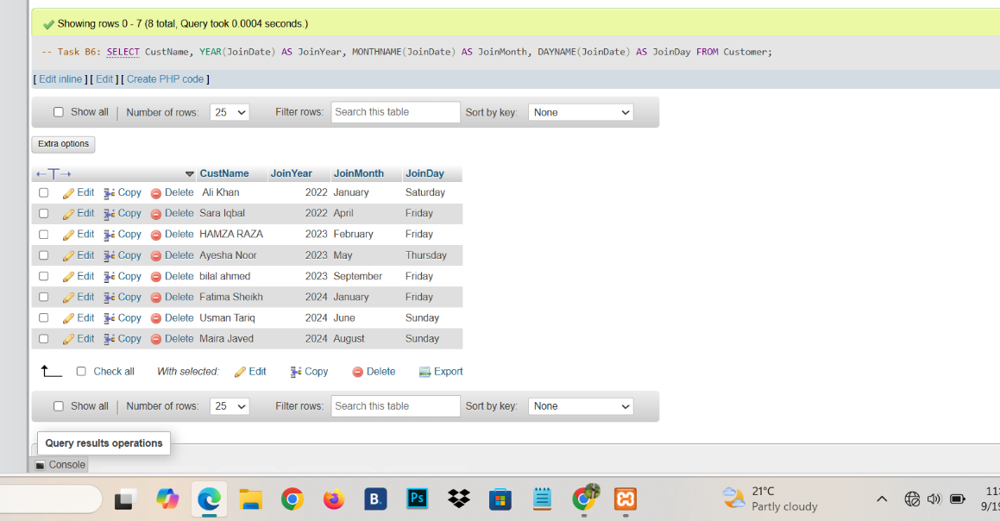 Showing rows 0 - 7 (8 total, Query took 0.0004 seconds.)
-- Task B6: SELECT CustName, YEAR(JoinDate) AS JoinYear, MONTHNAME(JoinDate) AS JoinMonth, DAYNAME(JoinDate) AS JoinDay FROM Customer;
[ Edit inline ] [ Edit ] [ Create PHP code ]
Show all | Number of rows: 25 Filter rows: Search this table Sort by key: None
Extra options
←T→ CustName JoinYear JoinMonth JoinDay
Edit Copy Delete Ali Khan 2022 January Saturday
Edit Copy Delete Sara Iqbal 2022 April Friday
Edit Copy Delete HAMZA RAZA 2023 February Friday
Edit Copy Delete Ayesha Noor 2023 May Thursday
Edit Copy Delete bilal ahmed 2023 September Friday
Edit Copy Delete Fatima Sheikh 2024 January Friday
Edit Copy Delete Usman Tariq 2024 June Sunday
Edit Copy Delete Maira Javed 2024 August Sunday
Check all With selected: Edit Copy Delete Export
Show all | Number of rows: 25 Filter rows: Search this table Sort by key: None
Query results operations
Console
B. Ps 21°C
Partly cloudy